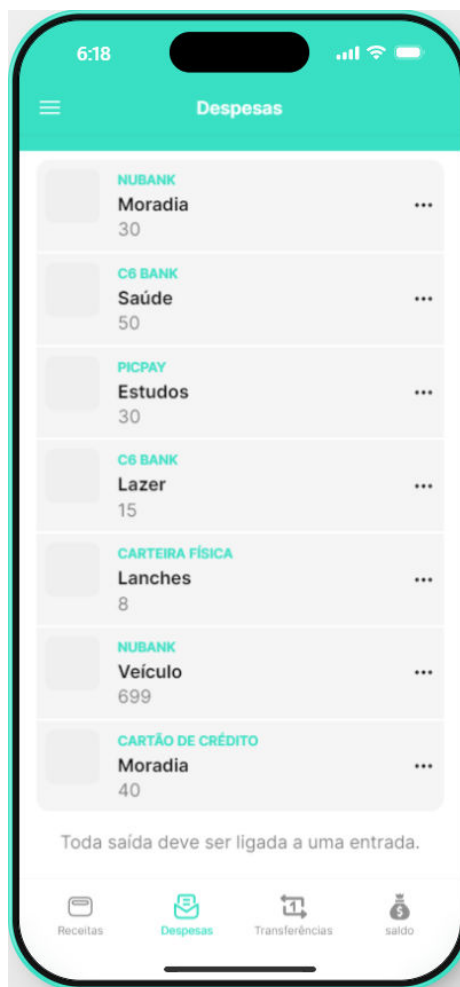 6:18
Despesas
NUBANK
Moradia
30
C6 BANK
Saúde
50
PICPAY
Estudos
30
C6 BANK
Lazer
15
CARTEIRA FÍSICA
Lanches
8
NUBANK
Veículo
699
CARTÃO DE CRÉDITO
Moradia
40
Toda saída deve ser ligada a uma entrada.
Receitas
Despesas
Transferências
saldo